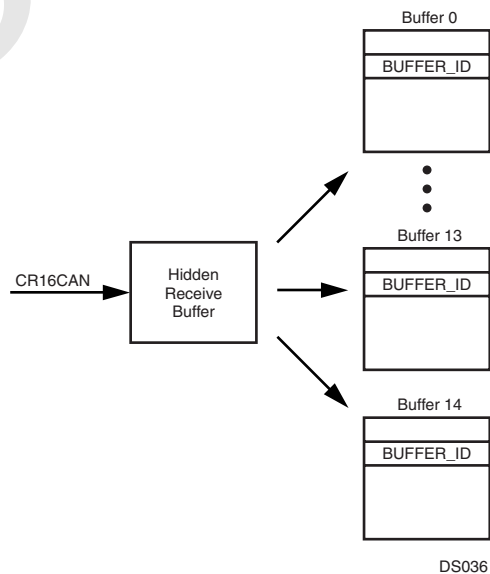 Buffer 0
BUFFER_ID
Buffer 13
CR16CAN
Hidden
Receive
Buffer
BUFFER_ID
Buffer 14
BUFFER_ID
DS036